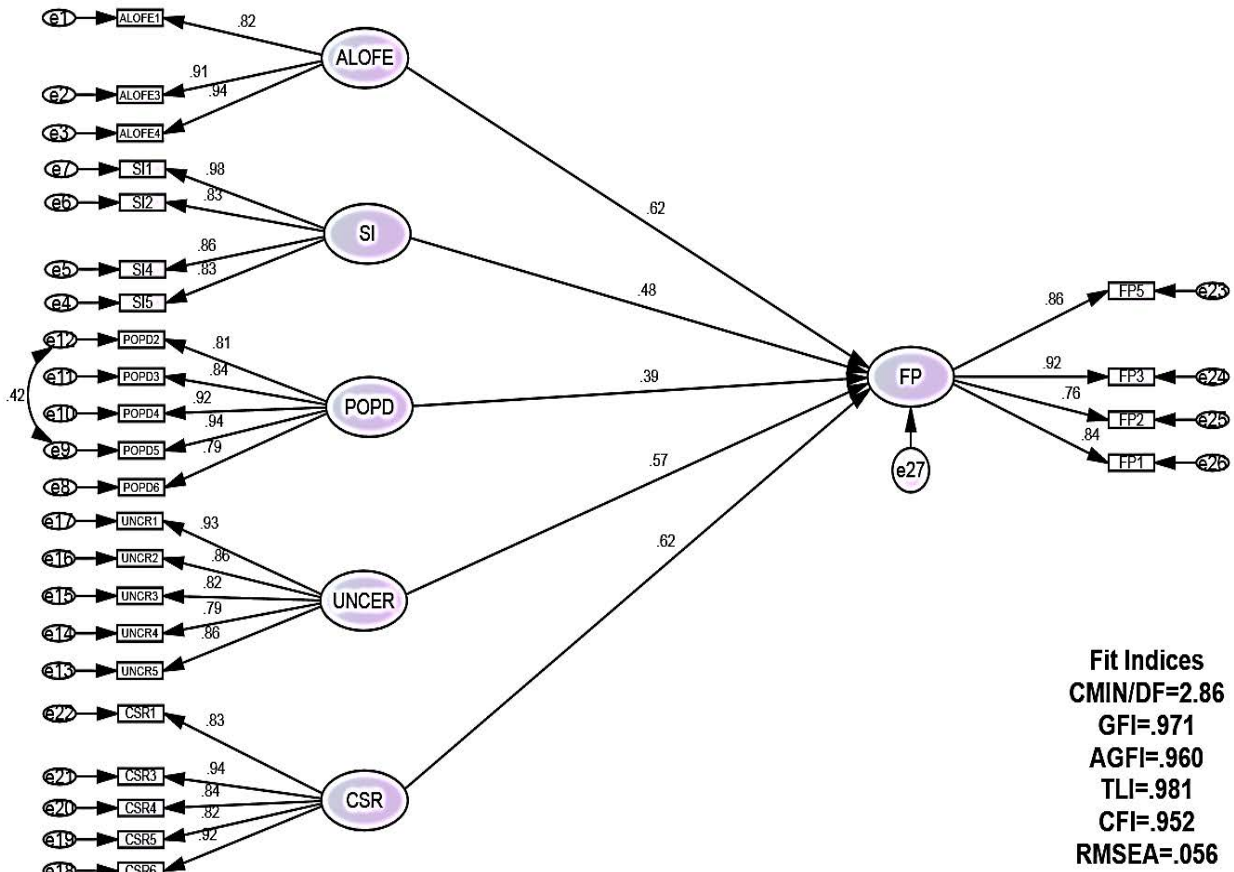 e1 ALOFE1 .82
ALOFE
.91
e2 ALOFE3 .94
e3 ALOFE4
e7 SI1 .98
e6 SI2 .83
SI
.86
e5 SI4 .83
e4 SI5
e12 POPD2 .81
e11 POPD3 .84
.92
e10 POPD4
.94
e9 POPD5
.79
e8 POPD6
.42
POPD
e17 UNCR1 .93
e16 UNCR2 .86
e15 UNCR3 .82
.79
e14 UNCR4
.86
e13 UNCR5
UNCER
e22 CSR1 .83
e21 CSR3 .94
.84
e20 CSR4
.82
e19 CSR5
.92
e18 CSR6
CSR
.62
.48
.39
.57
.62
FP
e27
.86 FP5 e23
.92 FP3 e24
.76 FP2 e25
.84 FP1 e26
Fit Indices
CMIN/DF=2.86
GFI=.971
AGFI=.960
TLI=.981
CFI=.952
RMSEA=.056